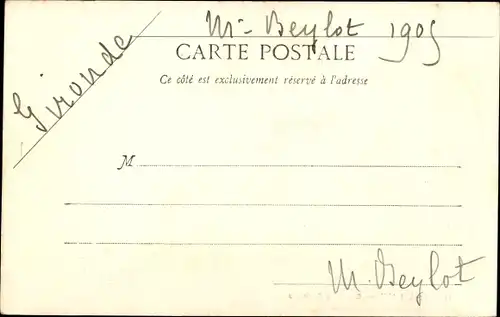 Mr Beylot 1905
CARTE POSTALE
Ce côté est exclusivement réservé à l'adresse
Gironde
M
M. Beylot